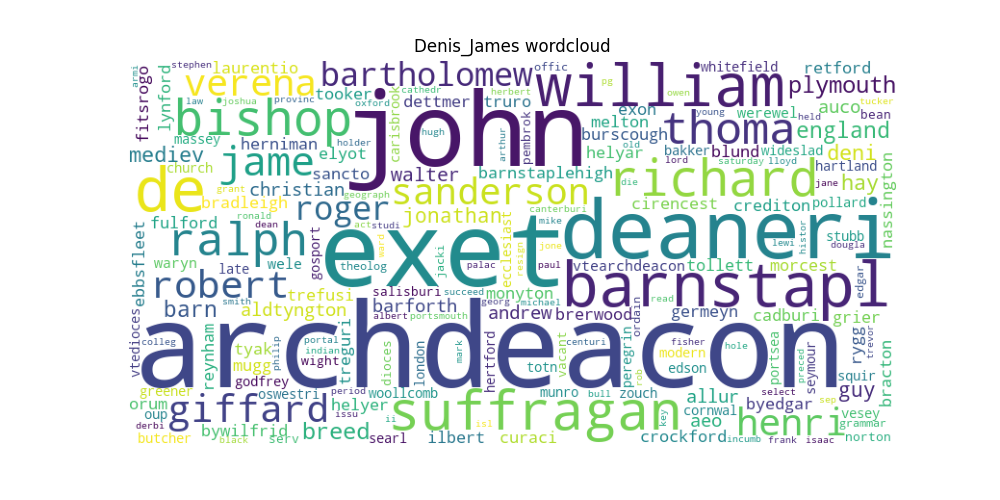 Denis_James wordcloud
armi stephen laurentio cathedr herbert offic pg owen whitefield retford tucker
fitsrogo lynford verena bartholomew william plymouth
law joshua provinc tooker oxford carisbrook dettmer truro exon young werewel held auco bean
bishop john melton thoma england
massey herniman holder hugh arthur pembrok burscough
mediev church jame elyot sancto walter old helyar bakker blund wideslad deni
barnstaplehigh lord saturday lloyd hartland
de grant christian geograph sanderson die richard jane hay nassington
bradleigh roger jonathan canterburi cirencest crediton pollard
ronald dean act studi mike
fulford ralph gosport ward exet ecclesiast resign jone deaneri histor lewi stubb dougla
ebbsfleet waryn late wele theolog jacki palac paul vtearchdeacon tollett morcest edgar
robert salisburi succeed georg michael monyton barnstapl read
smith trefusi
barn aldtyngton albert barforth portsmouth andrew brerwood ordain germeyn cadburi grier
vtedioces colleg reynham philip portal treguri archdeacon centuri fisher hole rygg trevor
tyak indian dioces london mark hertford vacant peregrin modern portsea preced seymour
mugg wight totn rob edson squir bracton
godfrey
greener oswestri period woollcomb munro bull zouch select guy
orum oup giffard issu helyer suffragan allur byedgar sep
derbi ii key cornwal vesey
butcher bywilfrid black serv breed searl ilbert isl curaci crockford aeo incumb henri frank isaac grammar norton